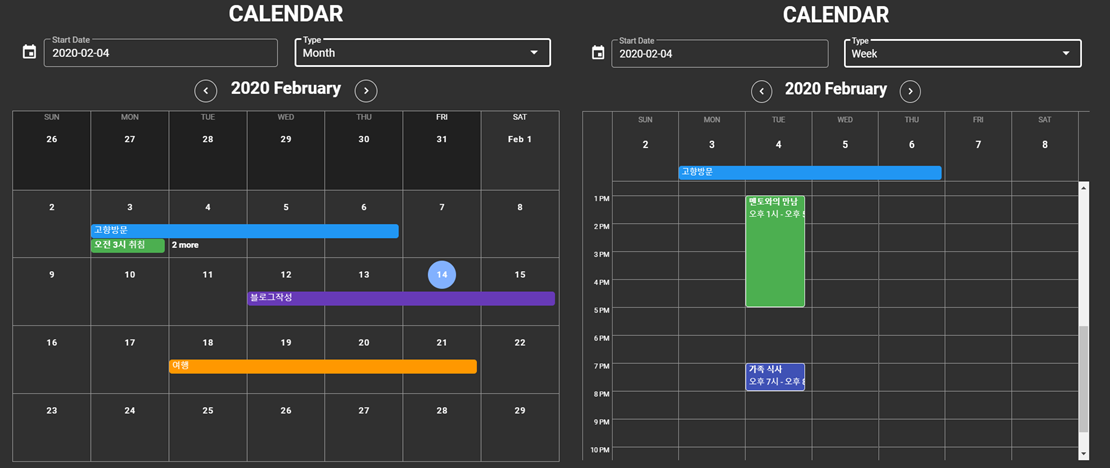 CALENDAR
Start Date
2020-02-04
Type
Month
2020 February
SUN MON TUE WED THU FRI SAT
26 27 28 29 30 31 Feb 1
2 3 4 5 6 7 8
고향방문
오전 3시 취침 2 more
9 10 11 12 13 14 15
블로그작성
16 17 18 19 20 21 22
여행
23 24 25 26 27 28 29
CALENDAR
Start Date
2020-02-04
Type
Week
2020 February
SUN MON TUE WED THU FRI SAT
2 3 4 5 6 7 8
고향방문
1 PM
멘토와의 만남
오후 1시 - 오후
2 PM
3 PM
4 PM
5 PM
6 PM
7 PM
가족 식사
오후 7시 - 오후
8 PM
9 PM
10 PM